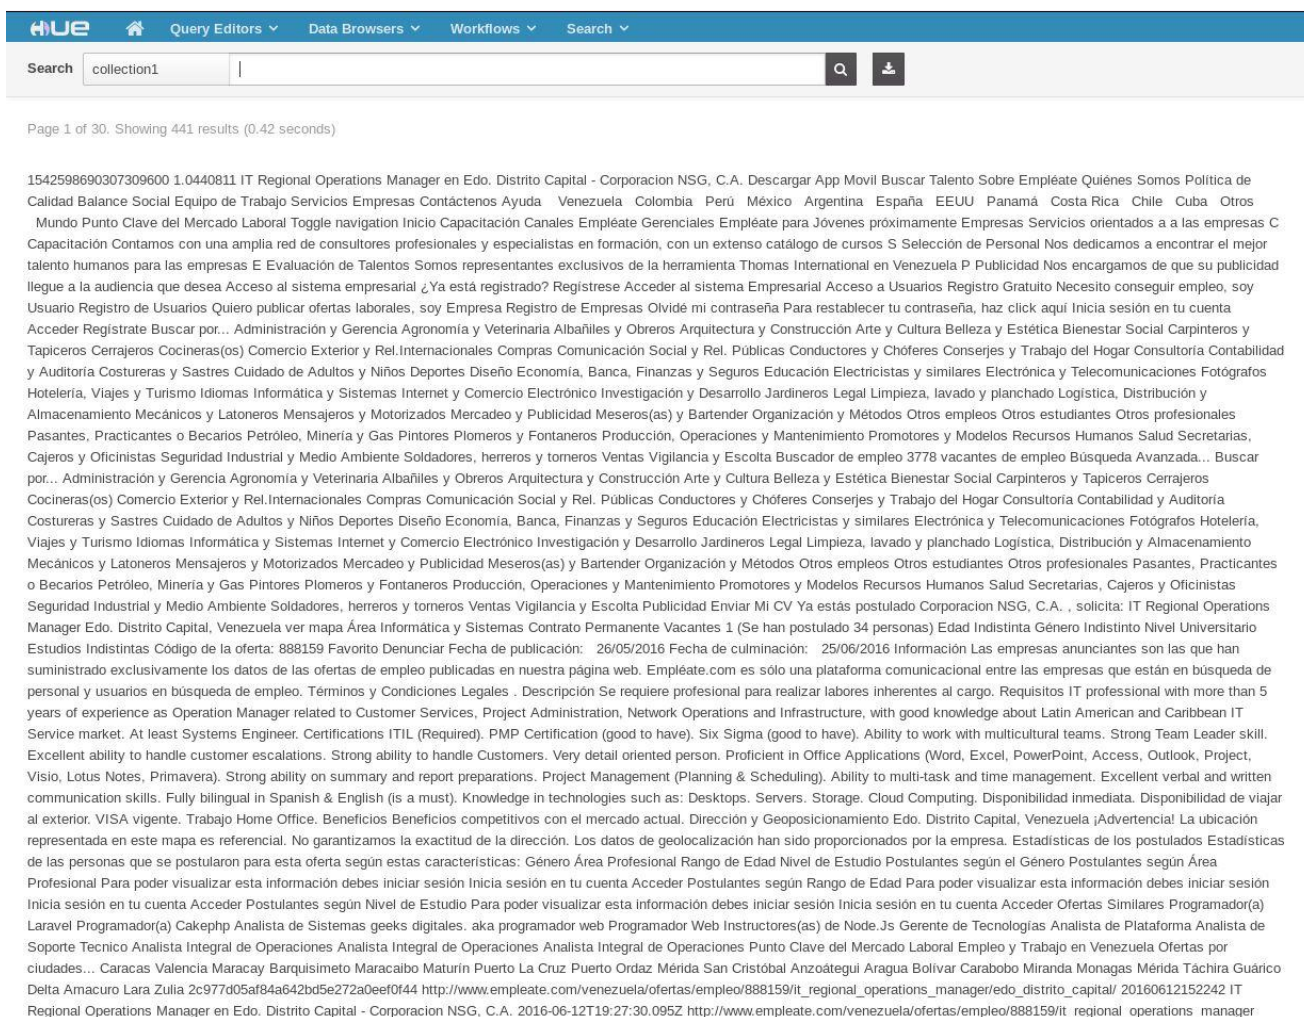 HUE Query Editors Data Browsers Workflows Search
Search collection1
Page 1 of 30. Showing 441 results (0.42 seconds)
1542598690307309600 1.0440811 IT Regional Operations Manager en Edo. Distrito Capital - Corporacion NSG, C.A. Descargar App Movil Buscar Talento Sobre Empléate Quiénes Somos Política de
Calidad Balance Social Equipo de Trabajo Servicios Empresas Contáctenos Ayuda Venezuela Colombia Perú México Argentina España EEUU Panamá Costa Rica Chile Cuba Otros
Mundo Punto Clave del Mercado Laboral Toggle navigation Inicio Capacitación Canales Empléate Gerenciales Empléate para Jóvenes próximamente Empresas Servicios orientados a a las empresas C
Capacitación Contamos con una amplia red de consultores profesionales y especialistas en formación, con un extenso catálogo de cursos S Selección de Personal Nos dedicamos a encontrar el mejor
talento humanos para las empresas E Evaluación de Talentos Somos representantes exclusivos de la herramienta Thomas International en Venezuela P Publicidad Nos encargamos de que su publicidad
llegue a la audiencia que desea Acceso al sistema empresarial ¿Ya está registrado? Regístrese Acceder al sistema Empresarial Acceso a Usuarios Registro Gratuito Necesito conseguir empleo, soy
Usuario Registro de Usuarios Quiero publicar ofertas laborales, soy Empresa Registro de Empresas Olvidé mi contraseña Para restablecer tu contraseña, haz click aquí Inicia sesión en tu cuenta
Acceder Regístrate Buscar por... Administración y Gerencia Agronomía y Veterinaria Albañiles y Obreros Arquitectura y Construcción Arte y Cultura Belleza y Estética Bienestar Social Carpinteros y
Tapiceros Cerrajeros Cocineras(os) Comercio Exterior y Rel.Internacionales Compras Comunicación Social y Rel. Públicas Conductores y Chóferes Conserjes y Trabajo del Hogar Consultoría Contabilidad
y Auditoría Costureras y Sastres Cuidado de Adultos y Niños Deportes Diseño Economía, Banca, Finanzas y Seguros Educación Electricistas y similares Electrónica y Telecomunicaciones Fotógrafos
Hotelería, Viajes y Turismo Idiomas Informática y Sistemas Internet y Comercio Electrónico Investigación y Desarrollo Jardineros Legal Limpieza, lavado y planchado Logística, Distribución y
Almacenamiento Mecánicos y Latoneros Mensajeros y Motorizados Mercadeo y Publicidad Meseros(as) y Bartender Organización y Métodos Otros empleos Otros estudiantes Otros profesionales
Pasantes, Practicantes o Becarios Petróleo, Minería y Gas Pintores Plomeros y Fontaneros Producción, Operaciones y Mantenimiento Promotores y Modelos Recursos Humanos Salud Secretarias,
Cajeros y Oficinistas Seguridad Industrial y Medio Ambiente Soldadores, herreros y torneros Ventas Vigilancia y Escolta Buscador de empleo 3778 vacantes de empleo Búsqueda Avanzada... Buscar
por... Administración y Gerencia Agronomía y Veterinaria Albañiles y Obreros Arquitectura y Construcción Arte y Cultura Belleza y Estética Bienestar Social Carpinteros y Tapiceros Cerrajeros
Cocineras(os) Comercio Exterior y Rel.Internacionales Compras Comunicación Social y Rel. Públicas Conductores y Chóferes Conserjes y Trabajo del Hogar Consultoría Contabilidad y Auditoría
Costureras y Sastres Cuidado de Adultos y Niños Deportes Diseño Economía, Banca, Finanzas y Seguros Educación Electricistas y similares Electrónica y Telecomunicaciones Fotógrafos Hotelería,
Viajes y Turismo Idiomas Informática y Sistemas Internet y Comercio Electrónico Investigación y Desarrollo Jardineros Legal Limpieza, lavado y planchado Logística, Distribución y Almacenamiento
Mecánicos y Latoneros Mensajeros y Motorizados Mercadeo y Publicidad Meseros(as) y Bartender Organización y Métodos Otros empleos Otros estudiantes Otros profesionales Pasantes, Practicantes
o Becarios Petróleo, Minería y Gas Pintores Plomeros y Fontaneros Producción, Operaciones y Mantenimiento Promotores y Modelos Recursos Humanos Salud Secretarias, Cajeros y Oficinistas
Seguridad Industrial y Medio Ambiente Soldadores, herreros y torneros Ventas Vigilancia y Escolta Publicidad Enviar Mi CV Ya estás postulado Corporacion NSG, C.A. , solicita: IT Regional Operations
Manager Edo. Distrito Capital, Venezuela ver mapa Área Informática y Sistemas Contrato Permanente Vacantes 1 (Se han postulado 34 personas) Edad Indistinta Género Indistinto Nivel Universitario
Estudios Indistintas Código de la oferta: 888159 Favorito Denunciar Fecha de publicación: 26/05/2016 Fecha de culminación: 25/06/2016 Información Las empresas anunciantes son las que han
suministrado exclusivamente los datos de las ofertas de empleo publicadas en nuestra página web. Empléate.com es sólo una plataforma comunicacional entre las empresas que están en búsqueda de
personal y usuarios en búsqueda de empleo. Términos y Condiciones Legales . Descripción Se requiere profesional para realizar labores inherentes al cargo. Requisitos IT professional with more than 5
years of experience as Operation Manager related to Customer Services, Project Administration, Network Operations and Infrastructure, with good knowledge about Latin American and Caribbean IT
Service market. At least Systems Engineer. Certifications ITIL (Required). PMP Certification (good to have). Six Sigma (good to have). Ability to work with multicultural teams. Strong Team Leader skill.
Excellent ability to handle customer escalations. Strong ability to handle Customers. Very detail oriented person. Proficient in Office Applications (Word, Excel, PowerPoint, Access, Outlook, Project,
Visio, Lotus Notes, Primavera). Strong ability on summary and report preparations. Project Management (Planning & Scheduling). Ability to multi-task and time management. Excellent verbal and written
communication skills. Fully bilingual in Spanish & English (is a must). Knowledge in technologies such as: Desktops. Servers. Storage. Cloud Computing. Disponibilidad inmediata. Disponibilidad de viajar
al exterior. VISA vigente. Trabajo Home Office. Beneficios Beneficios competitivos con el mercado actual. Dirección y Geoposicionamiento Edo. Distrito Capital, Venezuela ¡Advertencia! La ubicación
representada en este mapa es referencial. No garantizamos la exactitud de la dirección. Los datos de geolocalización han sido proporcionados por la empresa. Estadísticas de los postulados Estadísticas
de las personas que se postularon para esta oferta según estas características: Género Área Profesional Rango de Edad Nivel de Estudio Postulantes según el Género Postulantes según Área
Profesional Para poder visualizar esta información debes iniciar sesión Inicia sesión en tu cuenta Acceder Postulantes según Rango de Edad Para poder visualizar esta información debes iniciar sesión
Inicia sesión en tu cuenta Acceder Postulantes según Nivel de Estudio Para poder visualizar esta información debes iniciar sesión Inicia sesión en tu cuenta Acceder Ofertas Similares Programador(a)
Laravel Programador(a) Cakephp Analista de Sistemas geeks digitales. aka programador web Programador Web Instructores(as) de Node.Js Gerente de Tecnologías Analista de Plataforma Analista de
Soporte Tecnico Analista Integral de Operaciones Analista Integral de Operaciones Analista Integral de Operaciones Punto Clave del Mercado Laboral Empleo y Trabajo en Venezuela Ofertas por
ciudades... Caracas Valencia Maracay Barquisimeto Maracaibo Maturín Puerto La Cruz Puerto Ordaz Mérida San Cristóbal Anzoátegui Aragua Bolívar Carabobo Miranda Monagas Mérida Táchira Guárico
Delta Amacuro Lara Zulia 2c977d05af84a642bd5e272a0eef0f44 http://www.empleate.com/venezuela/ofertas/empleo/888159/it_regional_operations_manager/edo_distrito_capital/ 20160612152242 IT
Regional Operations Manager en Edo. Distrito Capital - Corporacion NSG, C.A. 2016-06-12T19:27:30.095Z http://www.empleate.com/venezuela/ofertas/empleo/888159/it_regional_operations_manager